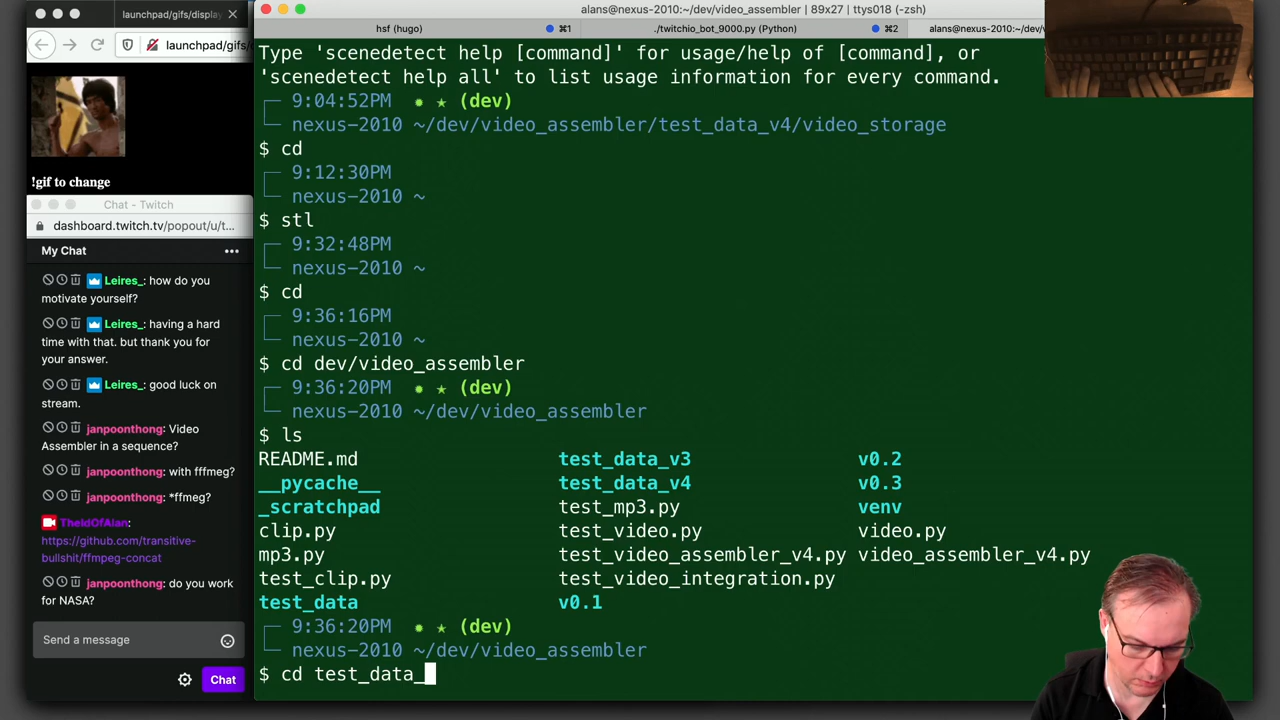 launchpad/gifs/display
launchpad/gifs/
!gif to change
Chat - Twitch
dashboard.twitch.tv/popout/u/t...
My Chat
Leires_: how do you
motivate yourself?
Leires_: having a hard
time with that. but thank you for
your answer.
Leires_: good luck on
stream.
janpoonthong: Video
Assembler in a sequence?
janpoonthong: with fffmeg?
janpoonthong: *ffmeg?
TheIdOfAlan:
https://github.com/transitive-
bullshit/ffmpeg-concat
janpoonthong: do you work
for NASA?
Send a message
Chat
alans@nexus-2010:~/dev/video_assembler | 89x27 | ttys018 (-zsh)
hsf (hugo) ⌘1
./twitchio_bot_9000.py (Python) ⌘2
alans@nexus-2010:~/dev/vi...
Type 'scenedetect help [command]' for usage/help of [command], or
'scenedetect help all' to list usage information for every command.
9:04:52PM ★ (dev)
nexus-2010 ~/dev/video_assembler/test_data_v4/video_storage
$ cd
9:12:30PM
nexus-2010 ~
$ stl
9:32:48PM
nexus-2010 ~
$ cd
9:36:16PM
nexus-2010 ~
$ cd dev/video_assembler
9:36:20PM ★ (dev)
nexus-2010 ~/dev/video_assembler
$ ls
README.md test_data_v3 v0.2
__pycache__ test_data_v4 v0.3
_scratchpad test_mp3.py venv
clip.py test_video.py video.py
mp3.py test_video_assembler_v4.py video_assembler_v4.py
test_clip.py test_video_integration.py
test_data v0.1
9:36:20PM ★ (dev)
nexus-2010 ~/dev/video_assembler
$ cd test_data_